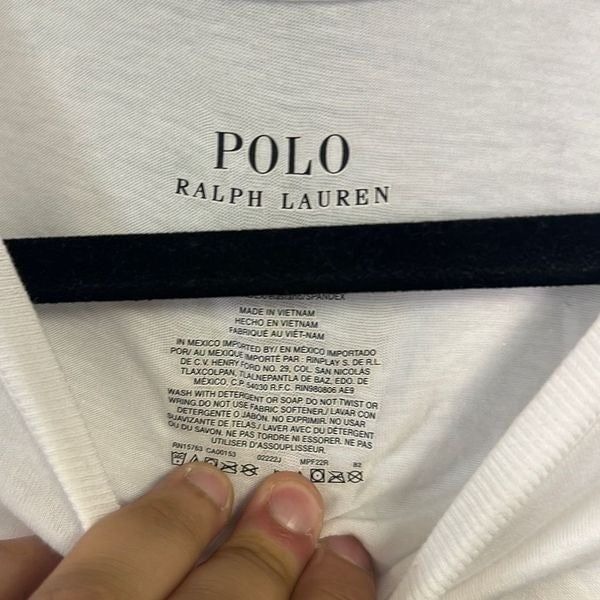 POLO
RALPH LAUREN
MADE IN VIETNAM
HECHO EN VIETNAM
FABRIQUÉ AU VIÊT-NAM
IN MEXICO IMPORTED BY/ EN MÉXICO IMPORTADO
POR/ AU MEXIQUE IMPORTÉ PAR : RINPLAY S. DE R.L.
DE C.V. HENRY FORD NO. 29, COL. SAN NICOLAS
TLAXCOLPAN, TLALNEPANTLA DE BAZ, EDO. DE
MÉXICO, C.P 54030 R.F.C. RIN980806 AE9
WASH WITH DETERGENT OR SOAP. DO NOT TWIST OR
WRING.DO NOT USE FABRIC SOFTENER./ LAVAR CON
DETERGENTE O JABÓN. NO EXPRIMIR. NO USAR
SUAVIZANTE DE TELAS./ LAVER AVEC DU DÉTERGENT
OU DU SAVON. NE PAS TORDRE NI ESSORER. NE PAS
UTILISER D'ASSOUPLISSEUR.
RN15763 CA00153 02222J MPF22R 82